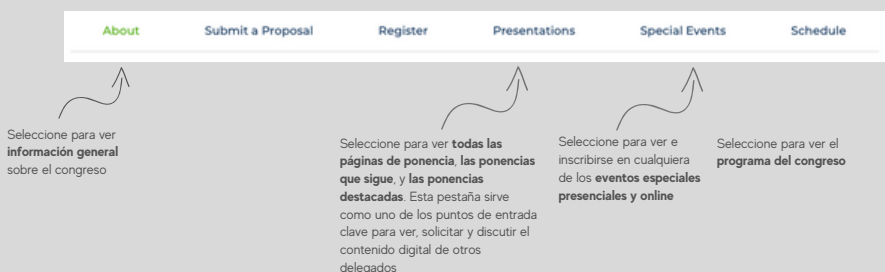 About Submit a Proposal Register Presentations Special Events Schedule
Seleccione para ver
información general
sobre el congreso
Seleccione para ver todas las
páginas de ponencia, las ponencias
que sigue, y las ponencias
destacadas. Esta pestaña sirve
como uno de los puntos de entrada
clave para ver, solicitar y discutir el
contenido digital de otros
delegados
Seleccione para ver e
inscribirse en cualquiera
de los eventos especiales
presenciales y online
Seleccione para ver el
programa del congreso